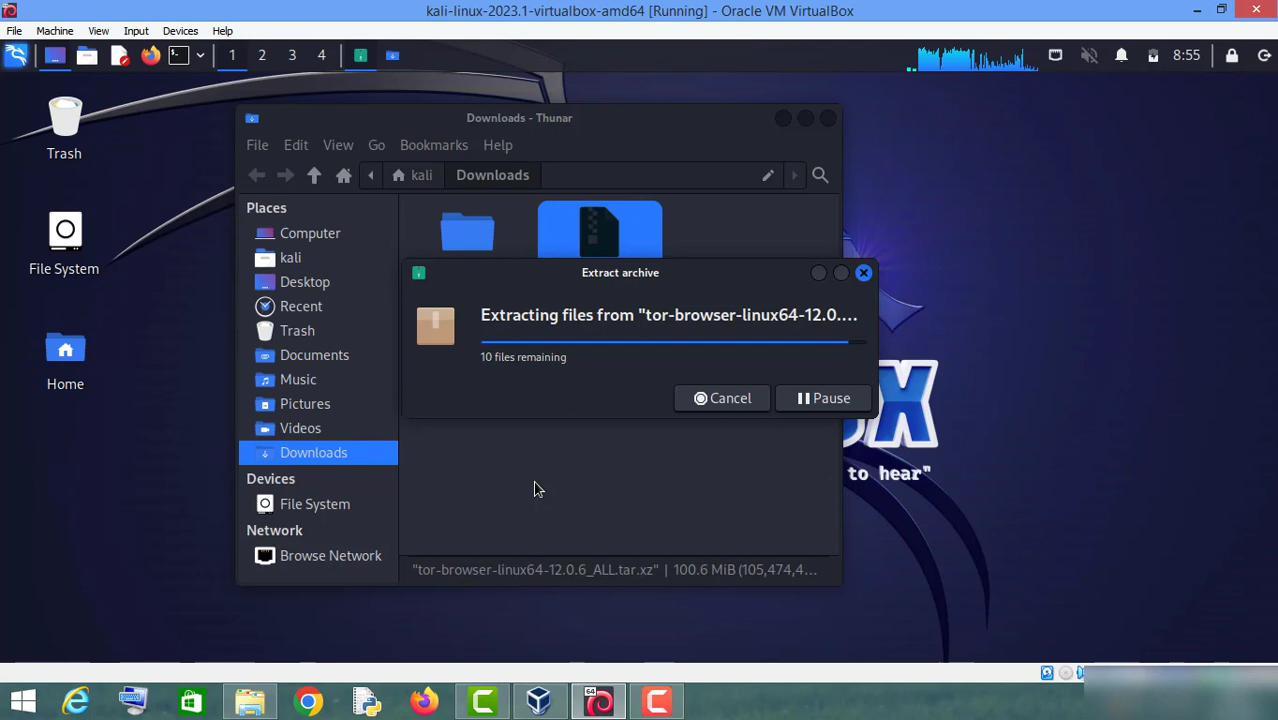 kali-linux-2023.1-virtualbox-amd64 [Running] - Oracle VM VirtualBox
File Machine View Input Devices Help
1 2 3 4 8:55
Trash
File System
Home
Downloads - Thunar
File Edit View Go Bookmarks Help
kali Downloads
Places
Computer
kali
Desktop
Recent
Trash
Documents
Music
Pictures
Videos
Downloads
Devices
File System
Network
Browse Network
Extract archive
Extracting files from "tor-browser-linux64-12.0....
10 files remaining
Cancel Pause
"tor-browser-linux64-12.0.6_ALL.tar.xz" | 100.6 MiB (105,474,4...
to hear"
64